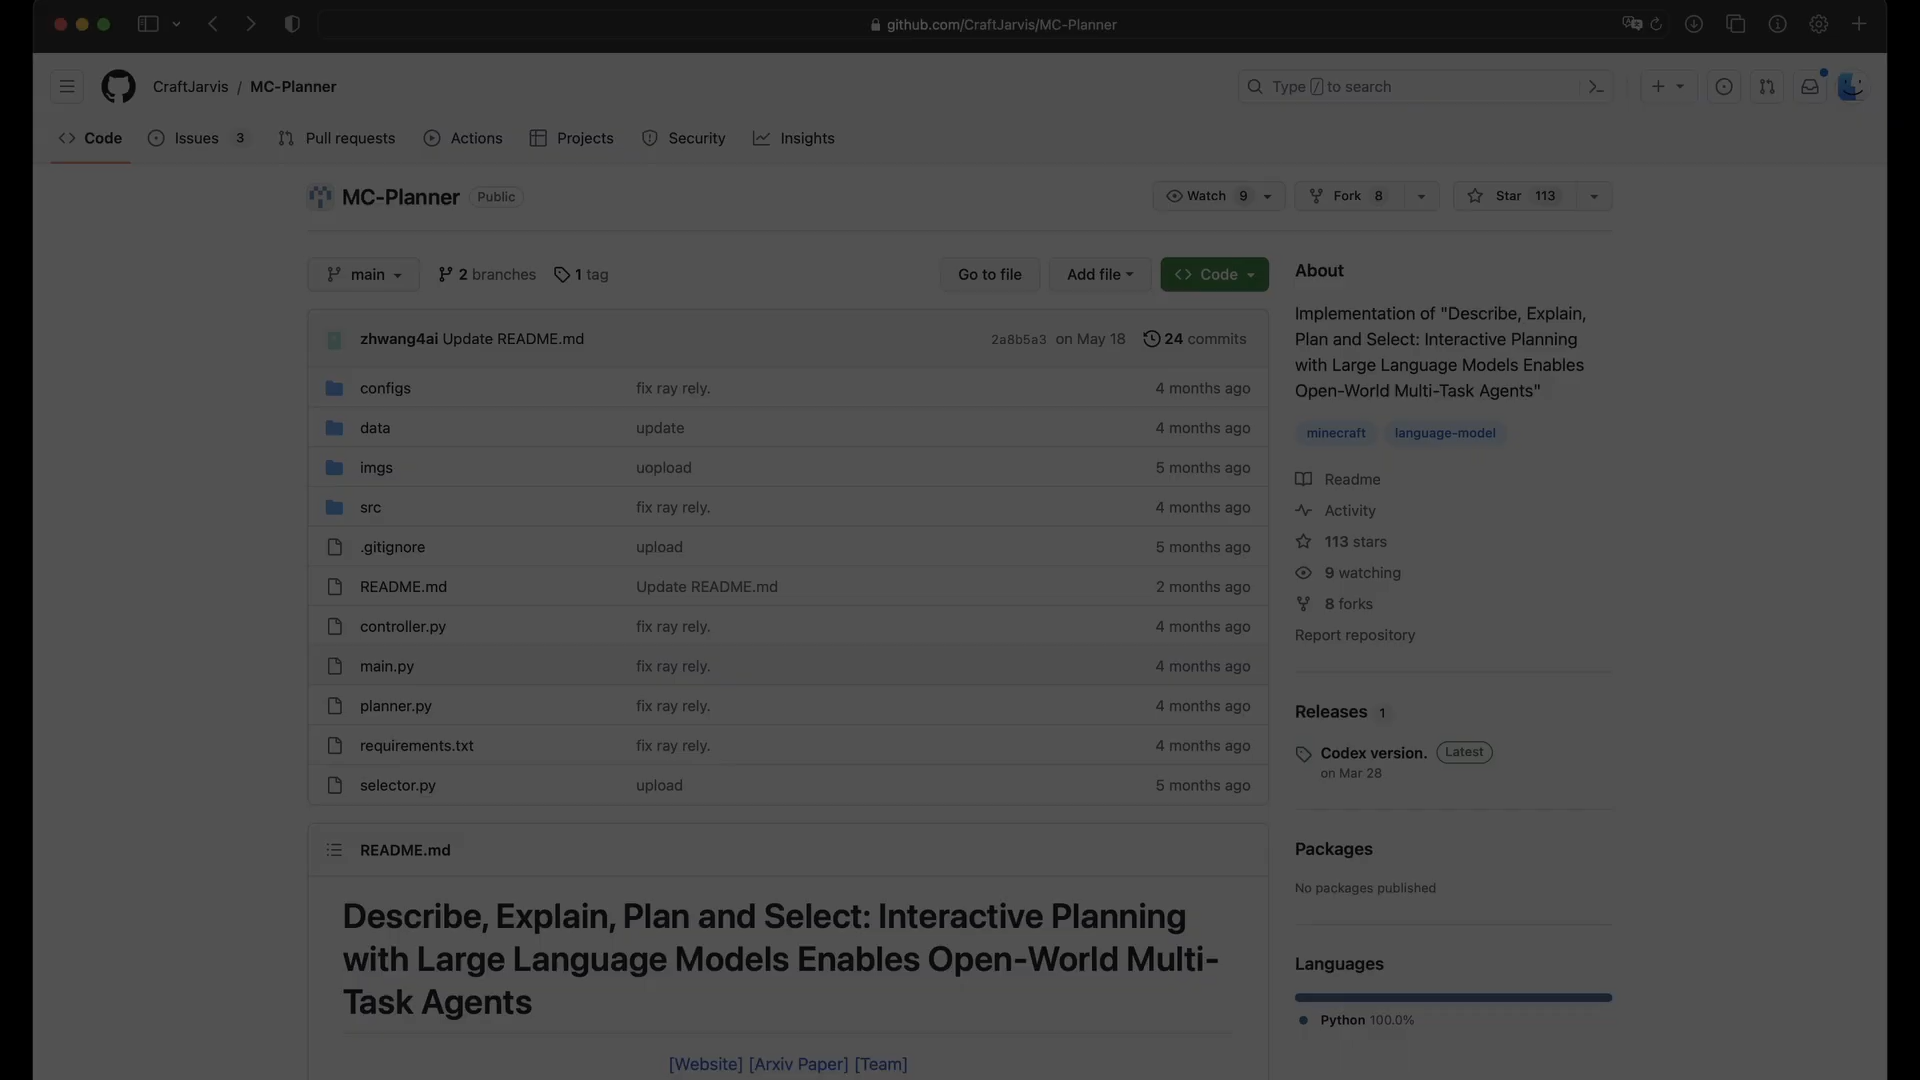 github.com/CraftJarvis/MC-Planner
CraftJarvis / MC-Planner
Type / to search
Code
Issues 3
Pull requests
Actions
Projects
Security
Insights
MC-Planner Public
Watch 9
Fork 8
Star 113
main
2 branches
1 tag
Go to file
Add file
Code
zhwang4ai Update README.md 2a8b5a3 on May 18 24 commits
configs fix ray rely. 4 months ago
data update 4 months ago
imgs uopload 5 months ago
src fix ray rely. 4 months ago
.gitignore upload 5 months ago
README.md Update README.md 2 months ago
controller.py fix ray rely. 4 months ago
main.py fix ray rely. 4 months ago
planner.py fix ray rely. 4 months ago
requirements.txt fix ray rely. 4 months ago
selector.py upload 5 months ago
README.md
Describe, Explain, Plan and Select: Interactive Planning
with Large Language Models Enables Open-World Multi-
Task Agents
[Website] [Arxiv Paper] [Team]
About
Implementation of "Describe, Explain,
Plan and Select: Interactive Planning
with Large Language Models Enables
Open-World Multi-Task Agents"
minecraft language-model
Readme
Activity
113 stars
9 watching
8 forks
Report repository
Releases 1
Codex version. Latest
on Mar 28
Packages
No packages published
Languages
Python 100.0%